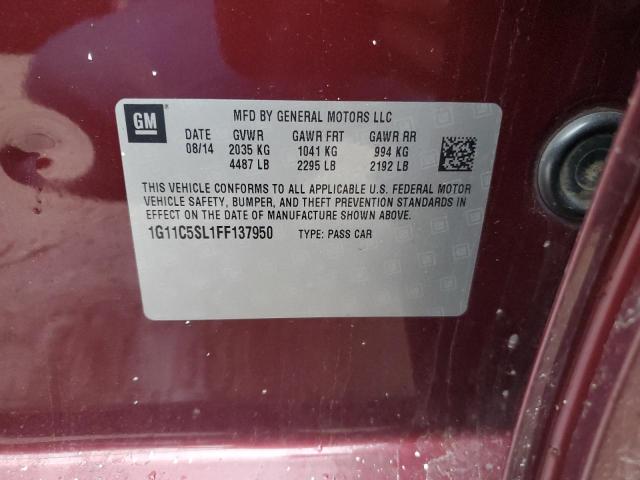 GM
MFD BY GENERAL MOTORS LLC
DATE GVWR GAWR FRT GAWR RR
08/14 2035 KG 1041 KG 994 KG
4487 LB 2295 LB 2192 LB
THIS VEHICLE CONFORMS TO ALL APPLICABLE U.S. FEDERAL MOTOR
VEHICLE SAFETY, BUMPER, AND THEFT PREVENTION STANDARDS IN
EFFECT ON THE DATE OF MANUFACTURE SHOWN ABOVE.
1G11C5SL1FF137950 TYPE: PASS CAR